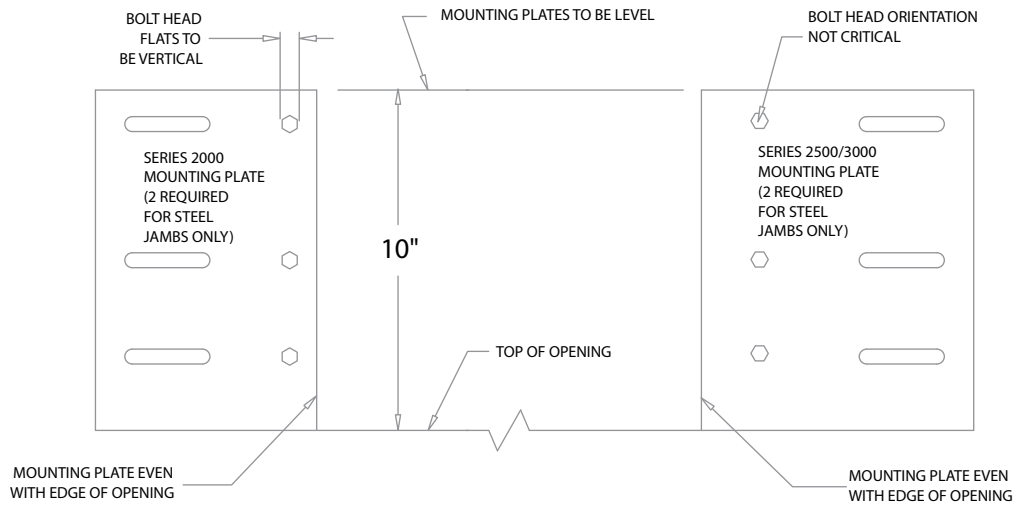 BOLT HEAD
FLATS TO
BE VERTICAL
MOUNTING PLATES TO BE LEVEL
BOLT HEAD ORIENTATION
NOT CRITICAL
SERIES 2000
MOUNTING PLATE
(2 REQUIRED
FOR STEEL
JAMBS ONLY)
SERIES 2500/3000
MOUNTING PLATE
(2 REQUIRED
FOR STEEL
JAMBS ONLY)
10"
TOP OF OPENING
MOUNTING PLATE EVEN
WITH EDGE OF OPENING
MOUNTING PLATE EVEN
WITH EDGE OF OPENING